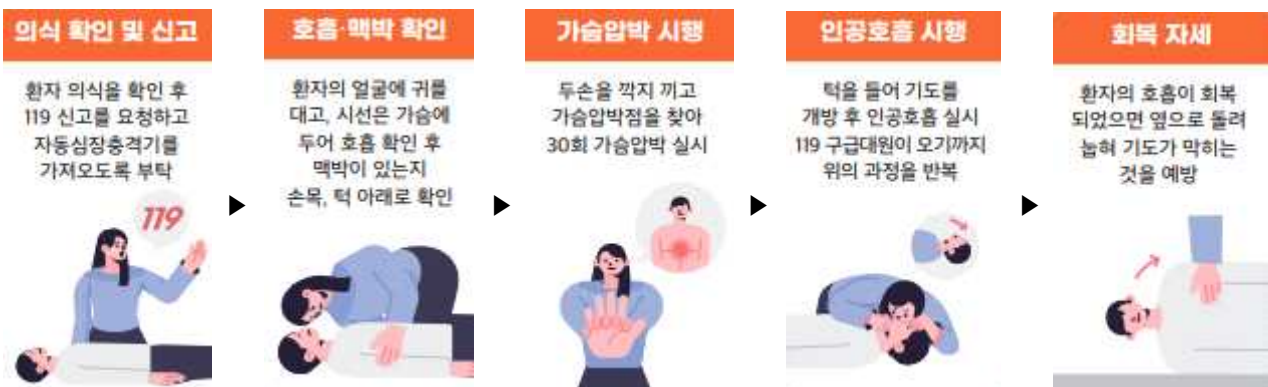 의식 확인 및 신고
환자 의식을 확인 후
119 신고를 요청하고
자동심장충격기를
가져오도록 부탁
119
호흡·맥박 확인
환자의 얼굴에 귀를
대고, 시선은 가슴에
두어 호흡 확인 후
맥박이 있는지
손목, 턱 아래로 확인
가슴압박 시행
두손을 깍지 끼고
가슴압박점을 찾아
30회 가슴압박 실시
인공호흡 시행
턱을 들어 기도를
개방 후 인공호흡 실시
119 구급대원이 오기까지
위의 과정을 반복
회복 자세
환자의 호흡이 회복
되었으면 옆으로 돌려
눕혀 기도가 막히는
것을 예방